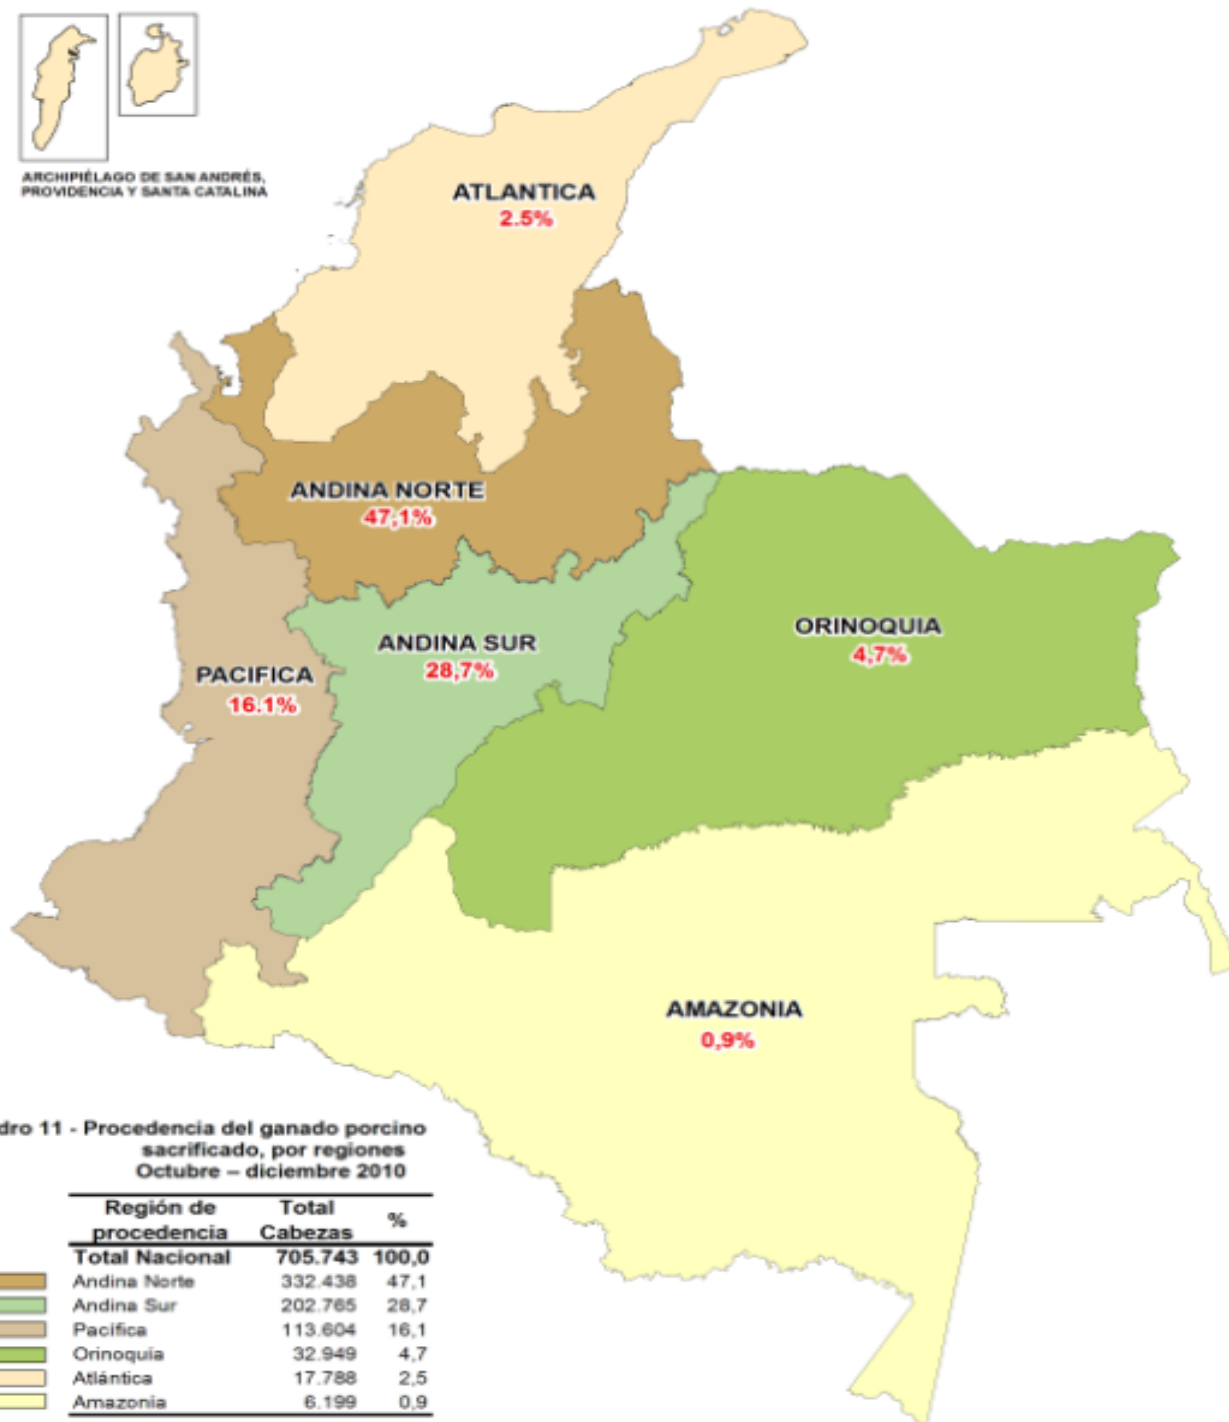 ARCHIPIÉLAGO DE SAN ANDRÉS,
PROVIDENCIA Y SANTA CATALINA
ATLANTICA
2.5%
ANDINA NORTE
47,1%
ANDINA SUR
28,7%
ORINOQUIA
4,7%
PACIFICA
16.1%
AMAZONIA
0,9%
dro 11 - Procedencia del ganado porcino
sacrificado, por regiones
Octubre – diciembre 2010
Región de procedencia Total Cabezas %
Total Nacional 705.743 100,0
Andina Norte 332.438 47,1
Andina Sur 202.765 28,7
Pacífica 113.604 16,1
Orinoquia 32.949 4,7
Atlántica 17.788 2,5
Amazonia 6.199 0,9